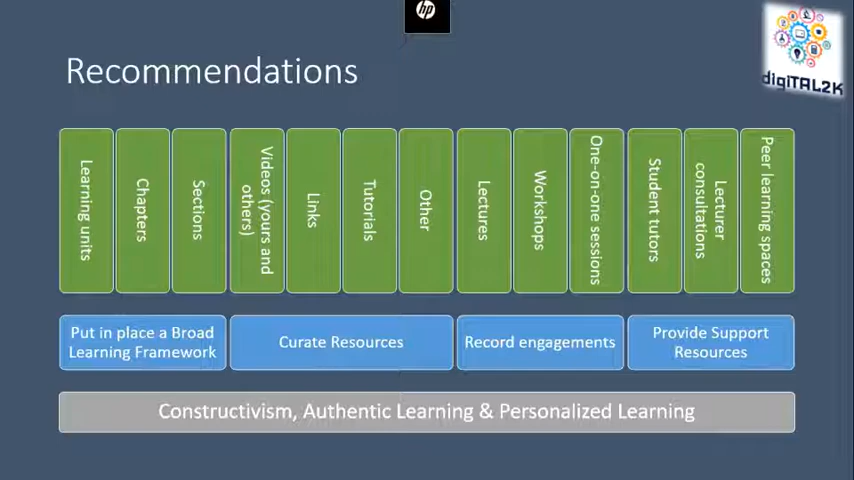 hp
digiTAL2K
Recommendations
Learning units
Chapters
Sections
Videos (yours and
others)
Links
Tutorials
Other
Lectures
Workshops
One-on-one sessions
Student tutors
Lecturer
consultations
Peer learning spaces
Put in place a Broad
Learning Framework
Curate Resources
Record engagements
Provide Support
Resources
Constructivism, Authentic Learning & Personalized Learning